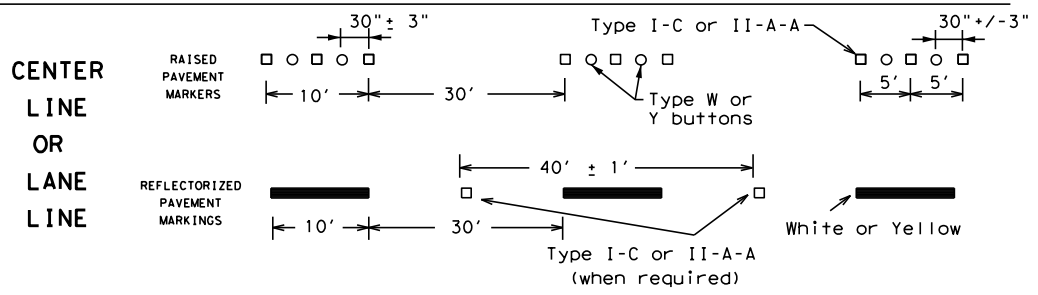 CENTER
LINE
OR
LANE
LINE
RAISED
PAVEMENT
MARKERS
30"± 3"
10'
30'
Type I-C or II-A-A
Type W or
Y buttons
30"+/-3"
5'
5'
REFLECTORIZED
PAVEMENT
MARKINGS
10'
30'
40' ± 1'
Type I-C or II-A-A
(when required)
White or Yellow